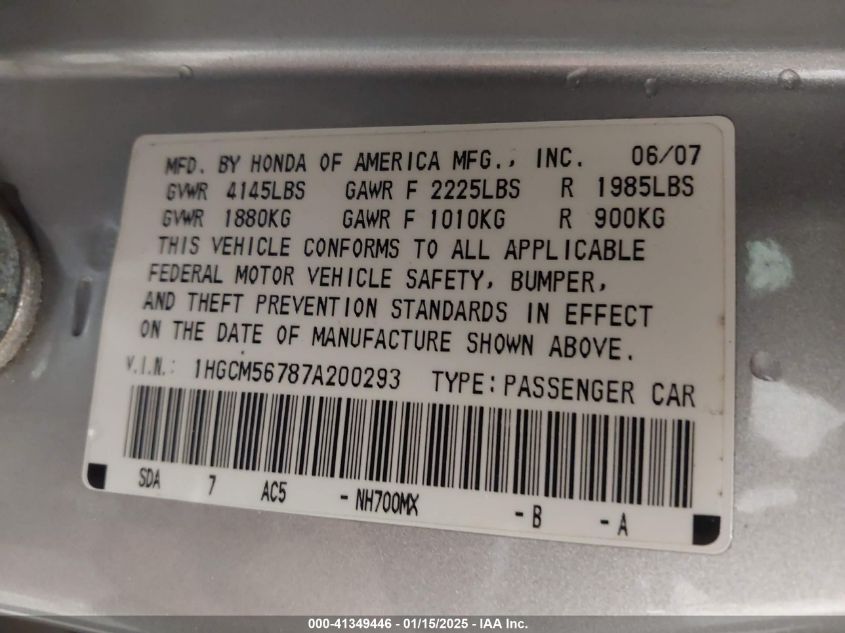 MFD. BY HONDA OF AMERICA MFG., INC. 06/07
GVWR 4145LBS GAWR F 2225LBS R 1985LBS
GVWR 1880KG GAWR F 1010KG R 900KG
THIS VEHICLE CONFORMS TO ALL APPLICABLE
FEDERAL MOTOR VEHICLE SAFETY, BUMPER,
AND THEFT PREVENTION STANDARDS IN EFFECT
ON THE DATE OF MANUFACTURE SHOWN ABOVE.
V.I.N.: 1HGCM56787A200293 TYPE:PASSENGER CAR
SDA 7 AC5 -NH700MX -B -A
000-41349446 - 01/15/2025 - IAA Inc.